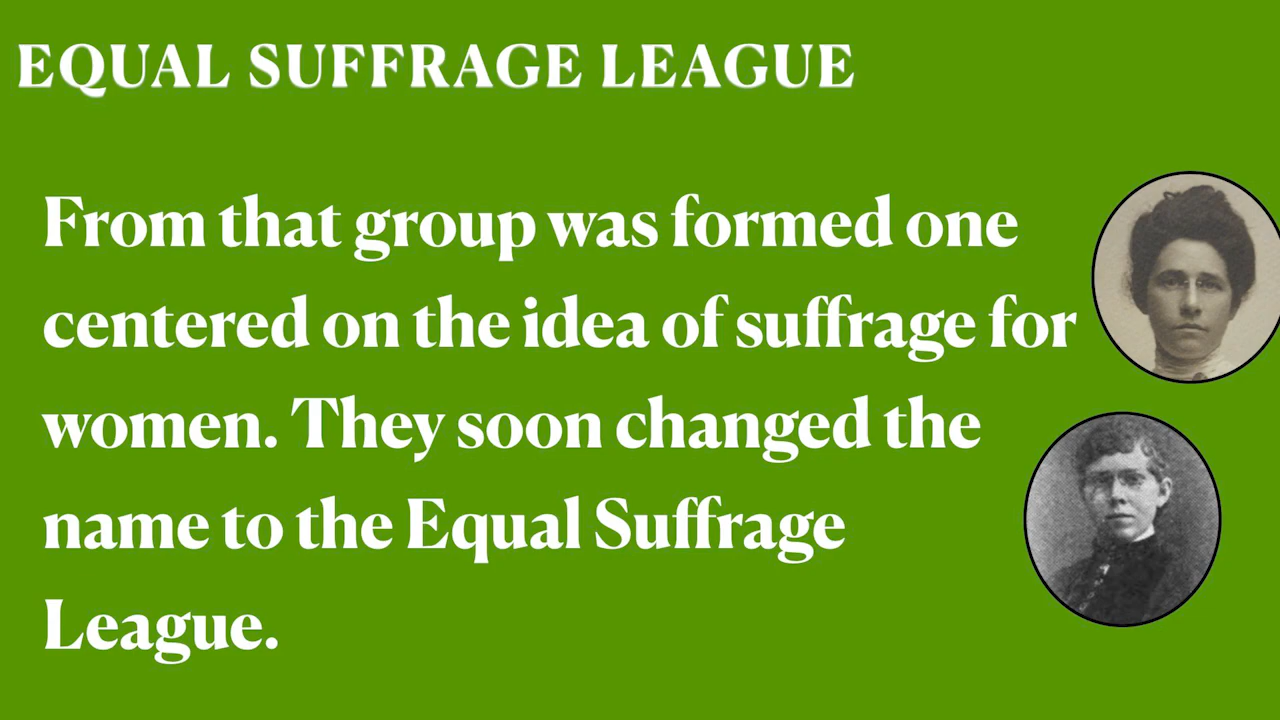 EQUAL SUFFRAGE LEAGUE
From that group was formed one
centered on the idea of suffrage for
women. They soon changed the
name to the Equal Suffrage
League.